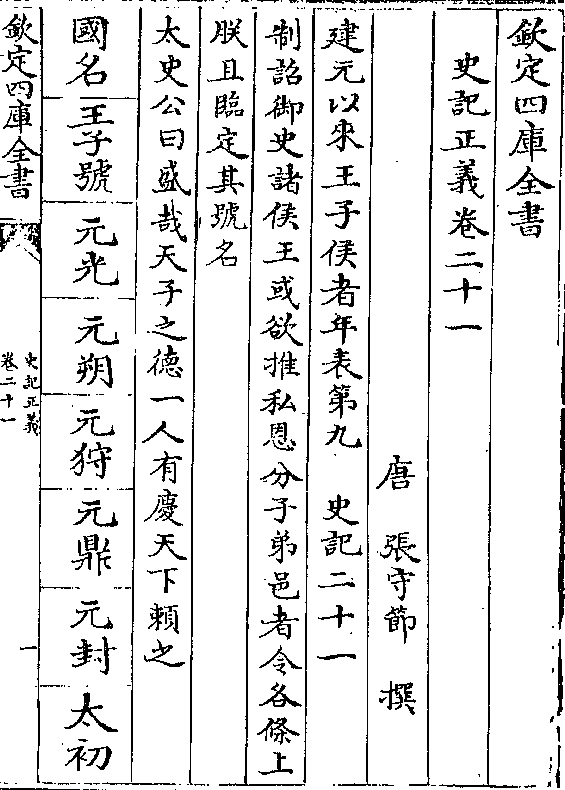 欽定四庫全書
史記正義卷二十一
唐 張守節 撰
建元以來王子侯者年表第九 史記二十一
制詔御史諸侯王或欲推私恩分子弟邑者令各條上
朕且臨定其號名
太史公曰盛哉天子之德一人有慶天下賴之
國名 王子號 元光 元朔 元狩 元鼎 元封 太初
欽定四庫全書
史記正義
卷二十一
一